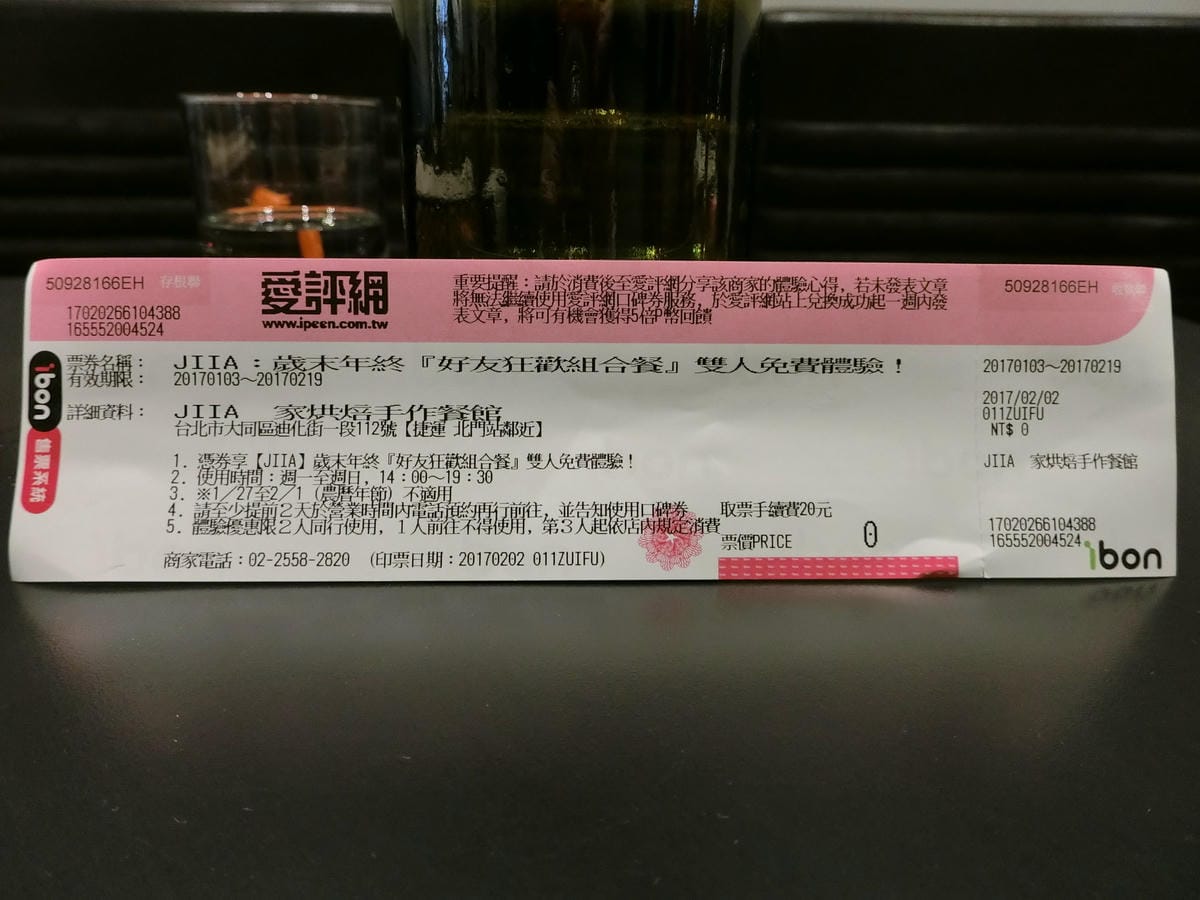 50928166EH 存根聯
17020266104388
165552004524
愛評網
www.ipeen.com.tw
重要提醒：請於消費後至愛評網分享該商家的體驗心得，若未發表文章
將無法繼續使用愛評網口碑券服務，於愛評網站上兌換成功起一週內發
表文章，將可有機會獲得5倍P幣回饋
50928166EH 收執聯
ibon
售票系統
票券名稱： JIIA：歲末年終『好友狂歡組合餐』雙人免費體驗！
有效期限： 20170103～20170219
詳細資料： JIIA 家烘焙手作餐館
台北市大同區迪化街一段112號【捷運 北門站鄰近】
1. 憑券享【JIIA】歲末年終『好友狂歡組合餐』雙人免費體驗！
2. 使用時間：週一至週日，14：00～19：30
3. ※1/27至2/1（農曆年節）不適用
4. 請至少提前2天於營業時間內電話預約再行前往，並告知使用口碑券
5. 體驗優惠限2人同行使用，1人前往不得使用，第3人起依店內規定消費
取票手續費20元
票價PRICE 0
商家電話：02-2558-2820 （印票日期：20170202 011ZUIFU）
20170103～20170219
2017/02/02
011ZUIFU
NT$ 0
JIIA 家烘焙手作餐館
17020266104388
165552004524
ibon